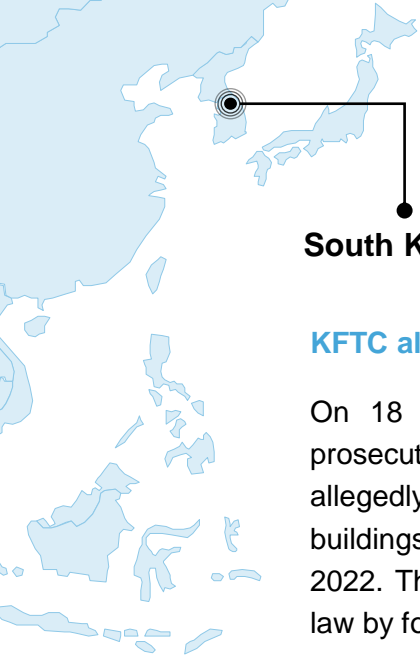 South K
KFTC al
On 18
prosecut
allegedly
buildings
2022. Th
law by fo